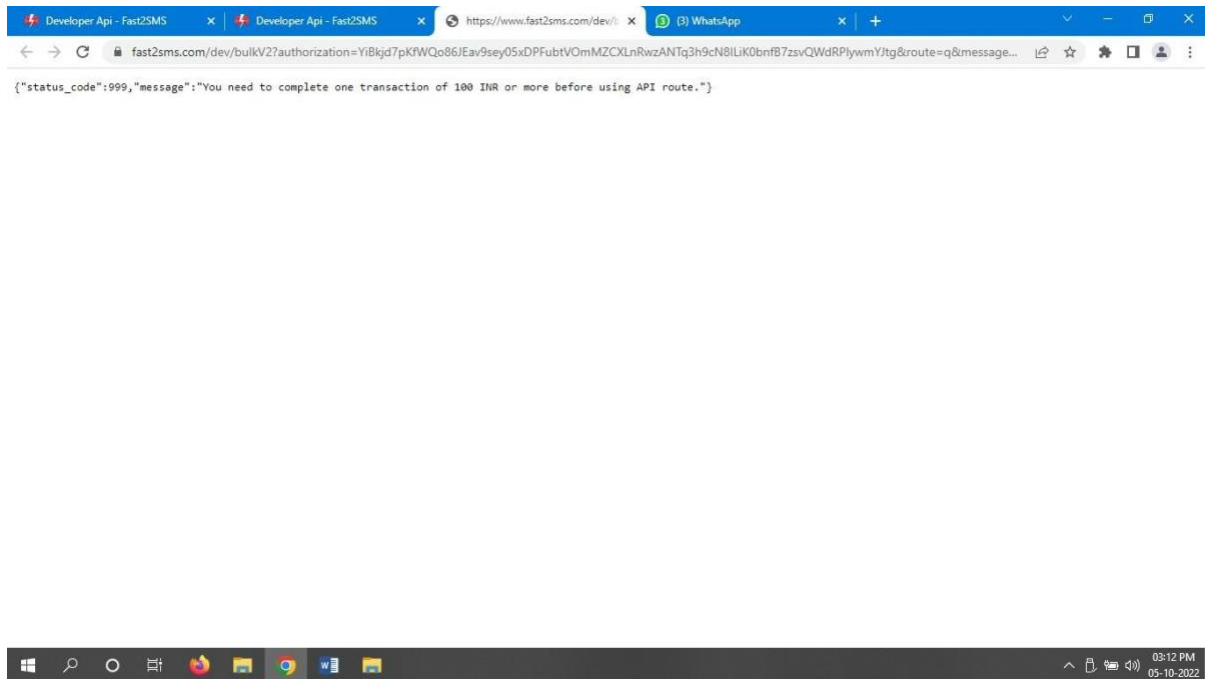 Developer Api - Fast2SMS
Developer Api - Fast2SMS
https://www.fast2sms.com/dev/
(3) WhatsApp
fast2sms.com/dev/bulkV2?authorization=YiBkjd7pKfWQo86JEav9sey05xDPFubtVOmMZCXLnRwzANTq3h9cN8ILiK0bnfB7zsvQWdRPlywmYJtg&route=q&message...
{"status_code":999,"message":"You need to complete one transaction of 100 INR or more before using API route."}
03:12 PM
05-10-2022